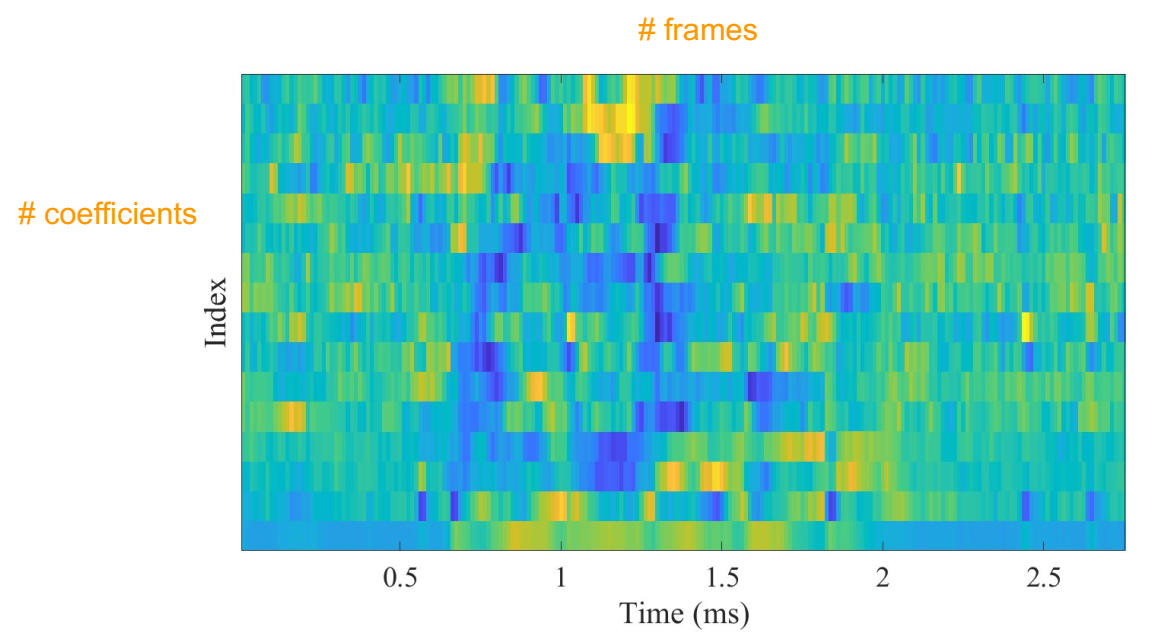 # frames
# coefficients
Index
0.5
1
1.5
2
2.5
Time (ms)